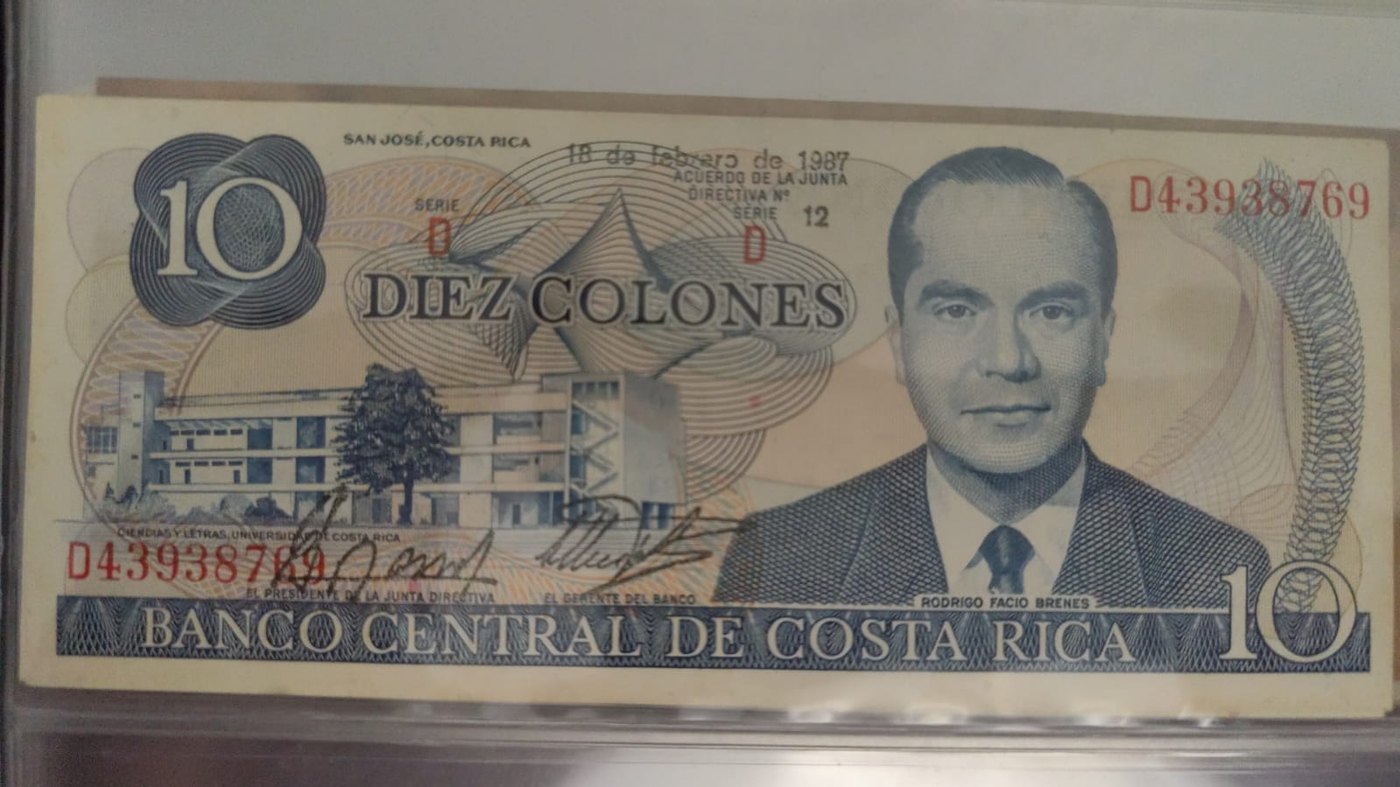 10
SAN JOSÉ, COSTA RICA
18 de febrero de 1987
ACUERDO DE LA JUNTA
DIRECTIVA Nº
SERIE
D
SERIE 12
D
D43938769
DIEZ COLONES
CIENCIAS Y LETRAS, UNIVERSIDAD DE COSTA RICA
D43938769
EL PRESIDENTE DE LA JUNTA DIRECTIVA
EL GERENTE DEL BANCO
RODRIGO FACIO BRENES
10
BANCO CENTRAL DE COSTA RICA